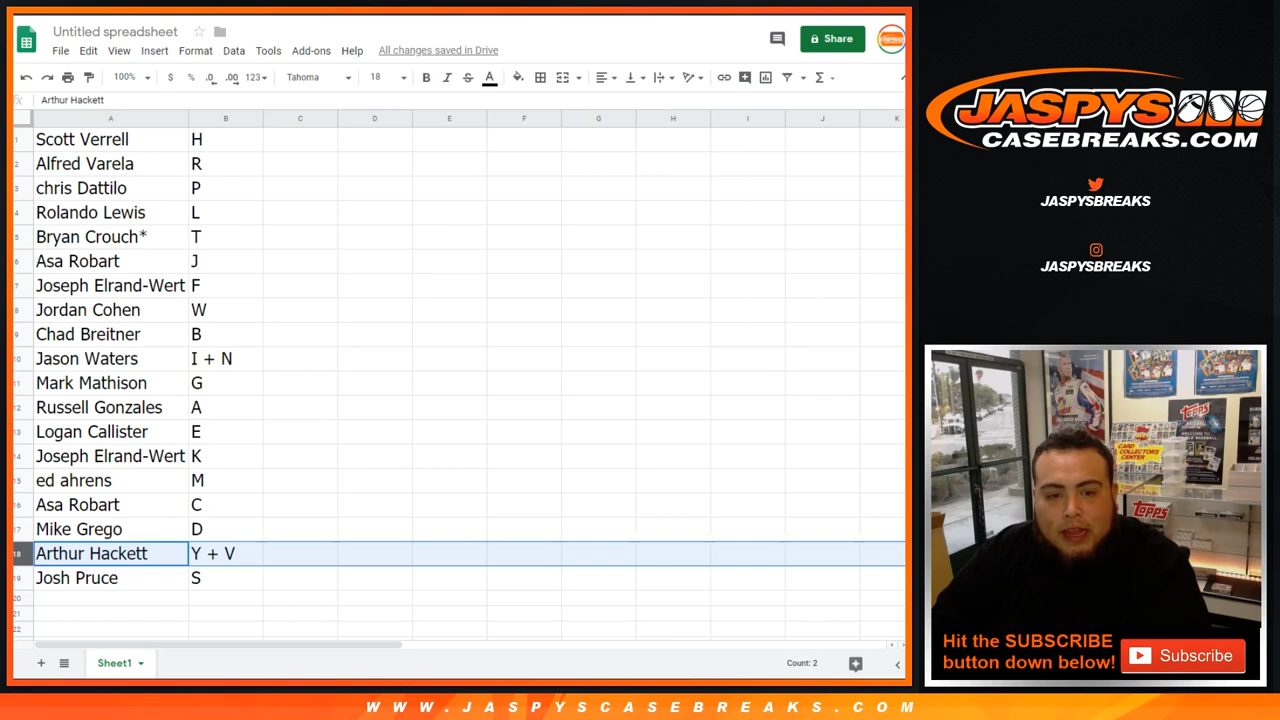 Untitled spreadsheet
File Edit View Insert Format Data Tools Add-ons Help All changes saved in Drive
Share
100% $ % .0 .00 123 Tahoma 18 B I S A
fx Arthur Hackett
A B C D E F G H I J K
1 Scott Verrell H
2 Alfred Varela R
3 chris Dattilo P
4 Rolando Lewis L
5 Bryan Crouch* T
6 Asa Robart J
7 Joseph Elrand-Wert F
8 Jordan Cohen W
9 Chad Breitner B
10 Jason Waters I + N
11 Mark Mathison G
12 Russell Gonzales A
13 Logan Callister E
14 Joseph Elrand-Wert K
15 ed ahrens M
16 Asa Robart C
17 Mike Grego D
18 Arthur Hackett Y + V
19 Josh Pruce S
20
21
22
Sheet1
Count: 2
JASPYS
CASEBREAKS.COM
JASPYSBREAKS
JASPYSBREAKS
topps
CARD
COLLECTORS
CENTER
topps
Hit the SUBSCRIBE
button down below!
Subscribe
WWW.JASPYSCASEBREAKS.COM